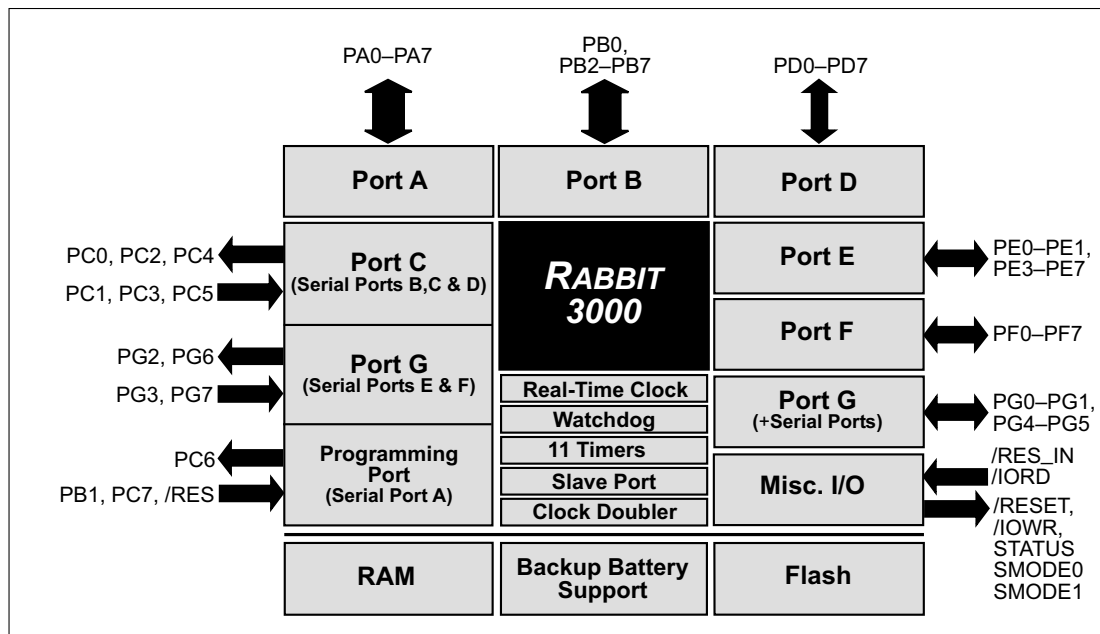 PA0–PA7
PB0,
PB2–PB7
PD0–PD7
Port A
Port B
Port D
PC0, PC2, PC4
PC1, PC3, PC5
Port C
(Serial Ports B,C & D)
RABBIT
3000
Port E
PE0–PE1,
PE3–PE7
Port F
PF0–PF7
PG2, PG6
PG3, PG7
Port G
(Serial Ports E & F)
Real-Time Clock
Watchdog
11 Timers
Slave Port
Clock Doubler
Port G
(+Serial Ports)
PG0–PG1,
PG4–PG5
PC6
PB1, PC7, /RES
Programming
Port
(Serial Port A)
Misc. I/O
/RES_IN
/IORD
/RESET,
/IOWR,
STATUS
SMODE0
SMODE1
RAM
Backup Battery
Support
Flash